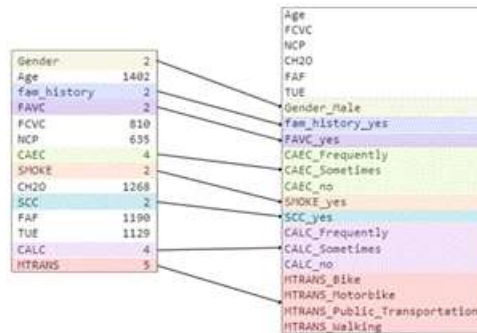 Gender 2
Age 1402
fam_history 2
FAVC 2
FCVC 810
NCP 635
CAEC 4
SMOKE 2
CH2O 1268
SCC 2
FAF 1190
TUE 1129
CALC 4
MTRANS 5
Age
FCVC
NCP
CH2O
FAF
TUE
Gender_Male
fam_history_yes
FAVC_yes
CAEC_Frequently
CAEC_Sometimes
CAEC_no
SMOKE_yes
SCC_yes
CALC_Frequently
CALC_Sometimes
CALC_no
MTRANS_Bike
MTRANS_Motorbike
MTRANS_Public_Transportation
MTRANS_Walking